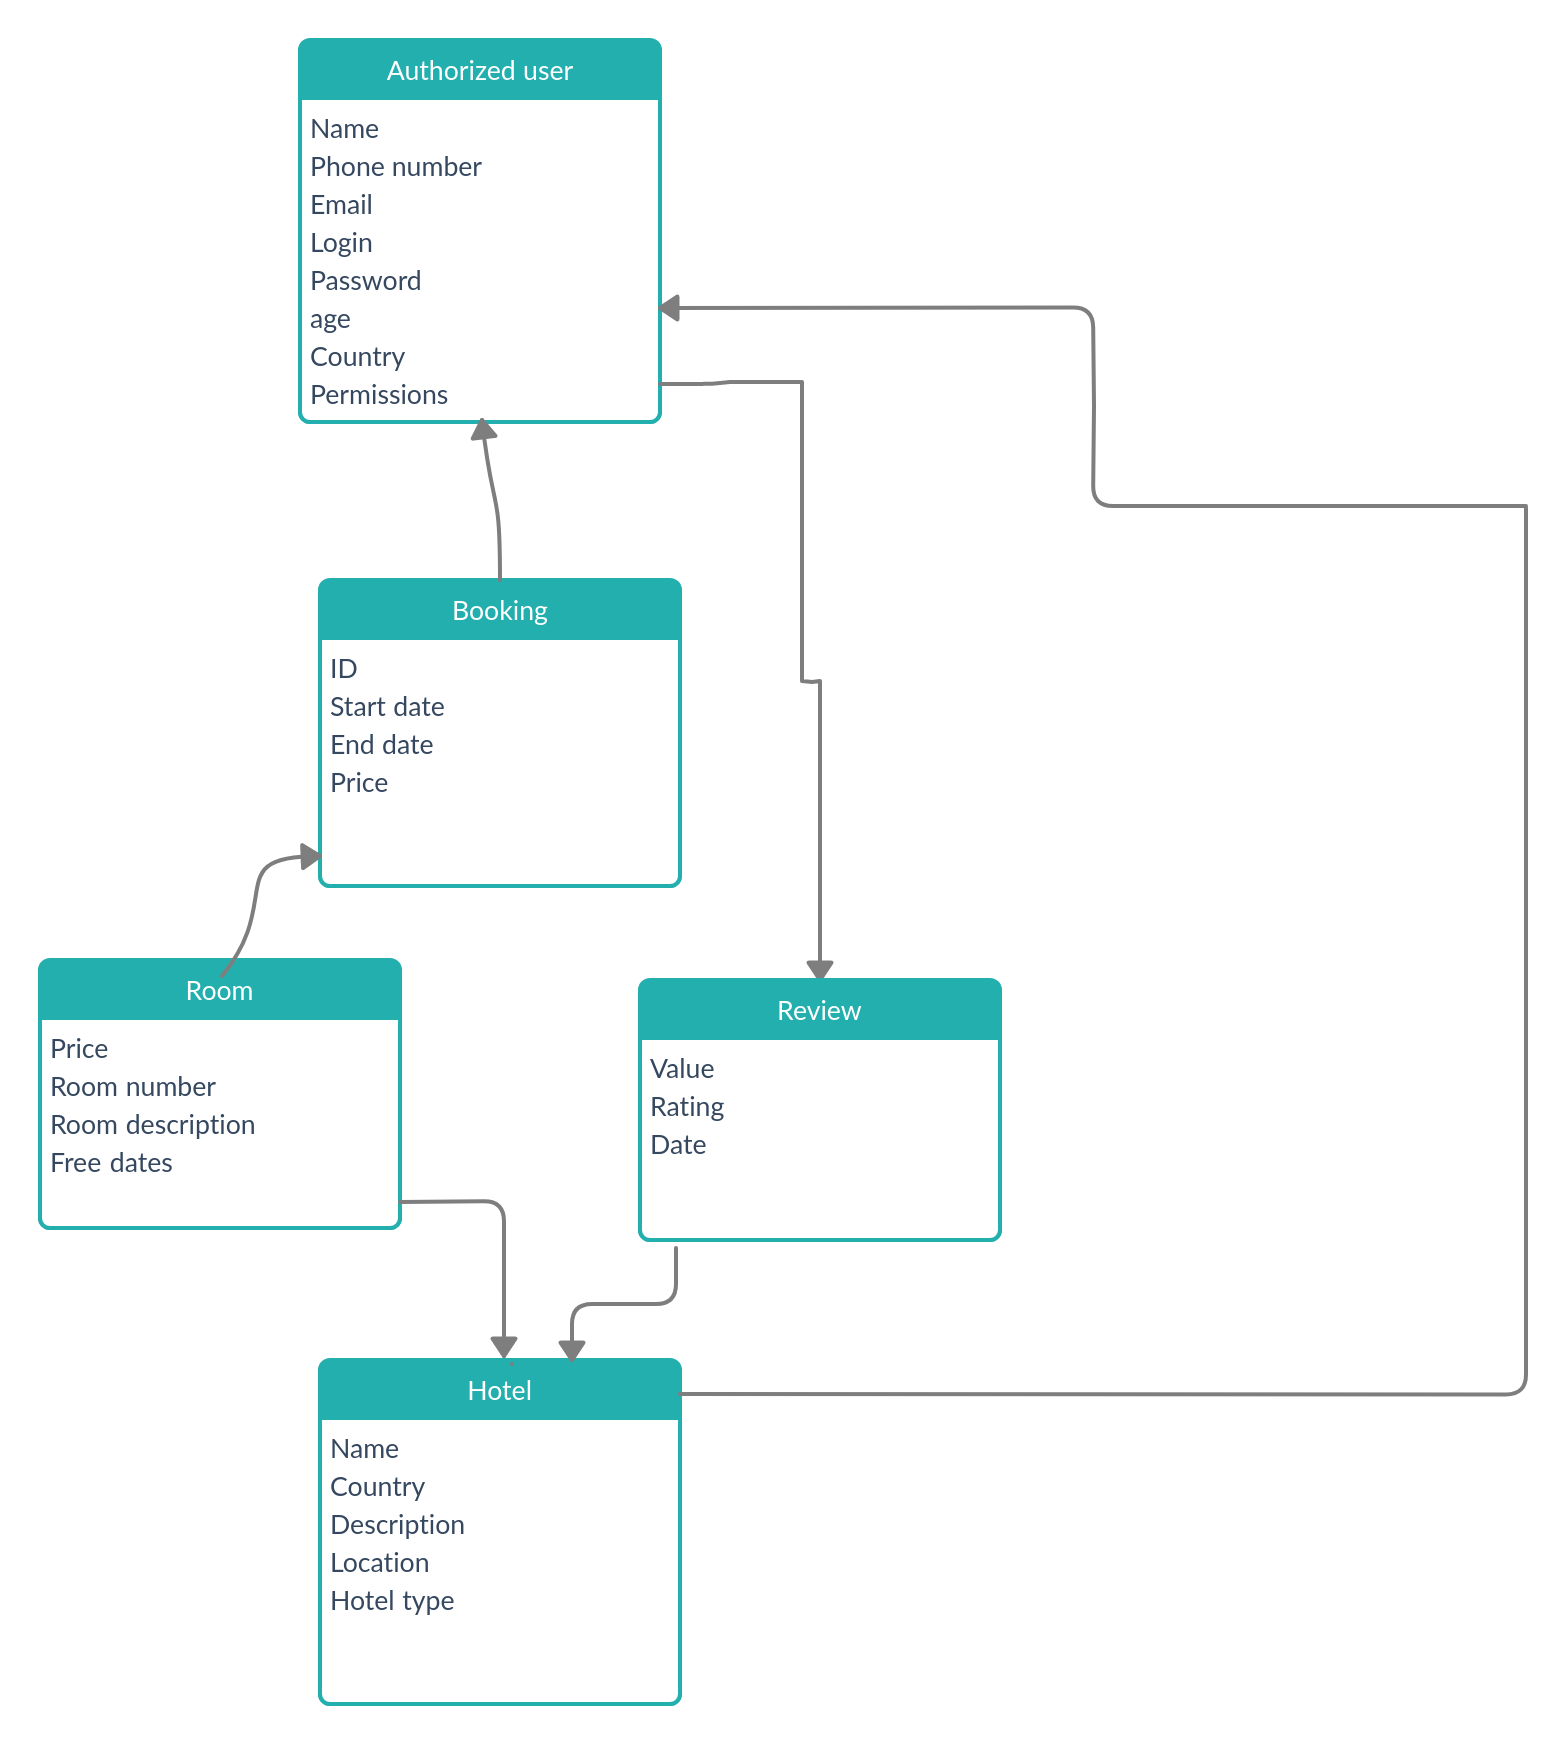 Authorized user
Name
Phone number
Email
Login
Password
age
Country
Permissions
Booking
ID
Start date
End date
Price
Room
Price
Room number
Room description
Free dates
Review
Value
Rating
Date
Hotel
Name
Country
Description
Location
Hotel type